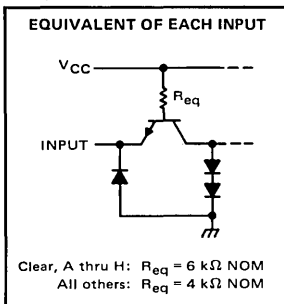 EQUIVALENT OF EACH INPUT
VCC
Req
INPUT
Clear, A thru H: Req = 6 kΩ NOM
All others: Req = 4 kΩ NOM